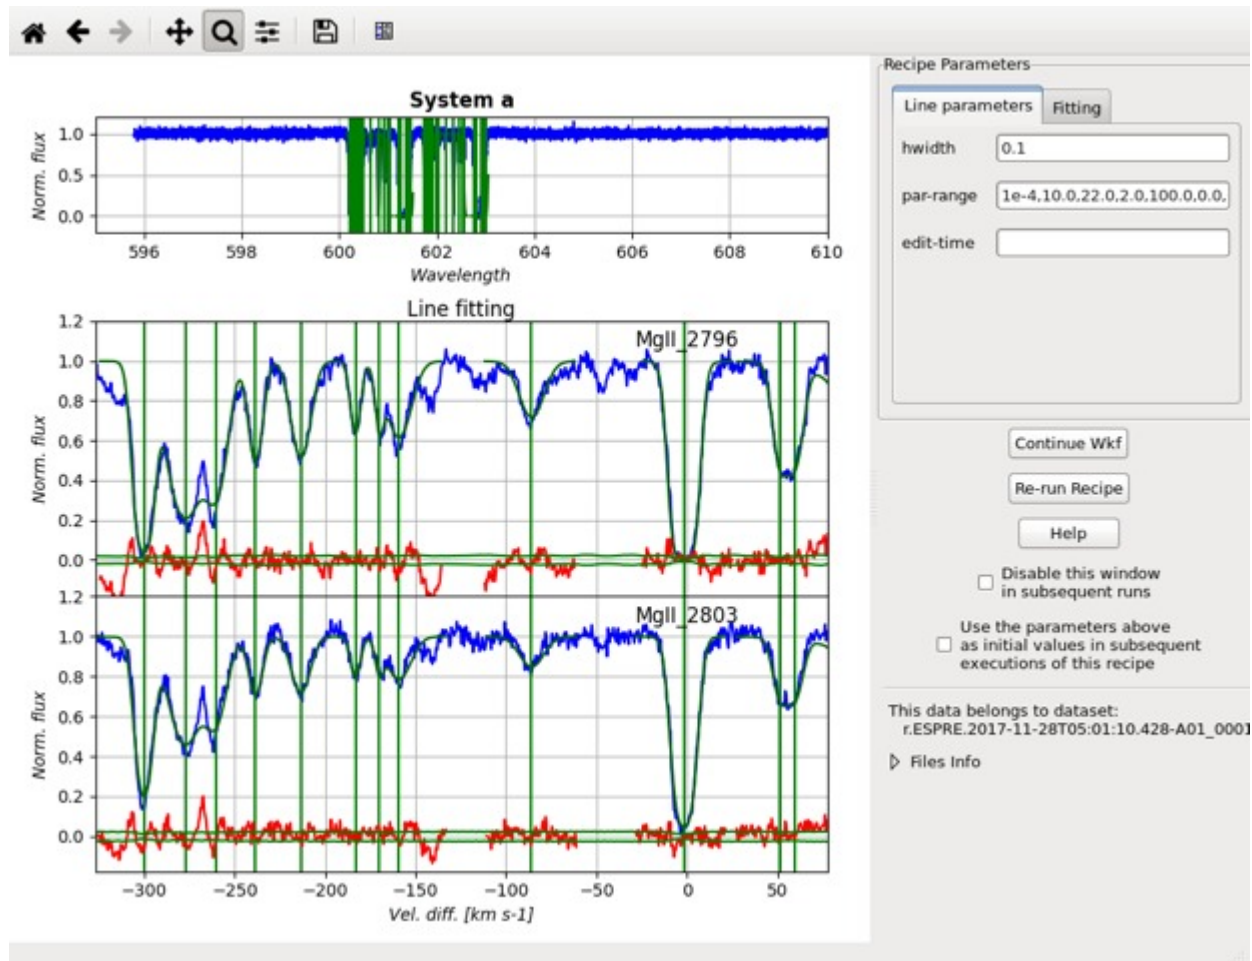 Recipe Parameters
System a
Line parameters
Fitting
hwidth
0.1
par-range
1e-4,10.0,22.0,2.0,100.0,0.0,
edit-time
Norm. flux
1.0
0.5
0.0
596
598
600
602
604
606
608
610
Wavelength
Line fitting
MgII_2796
Norm. flux
1.2
1.0
0.8
0.6
0.4
0.2
0.0
MgII_2803
Norm. flux
1.2
1.0
0.8
0.6
0.4
0.2
0.0
−300
−250
−200
−150
−100
−50
0
50
Vel. diff. [km s-1]
Continue Wkf
Re-run Recipe
Help
Disable this window
in subsequent runs
Use the parameters above
as initial values in subsequent
executions of this recipe
This data belongs to dataset:
r.ESPRE.2017-11-28T05:01:10.428-A01_0001
Files Info